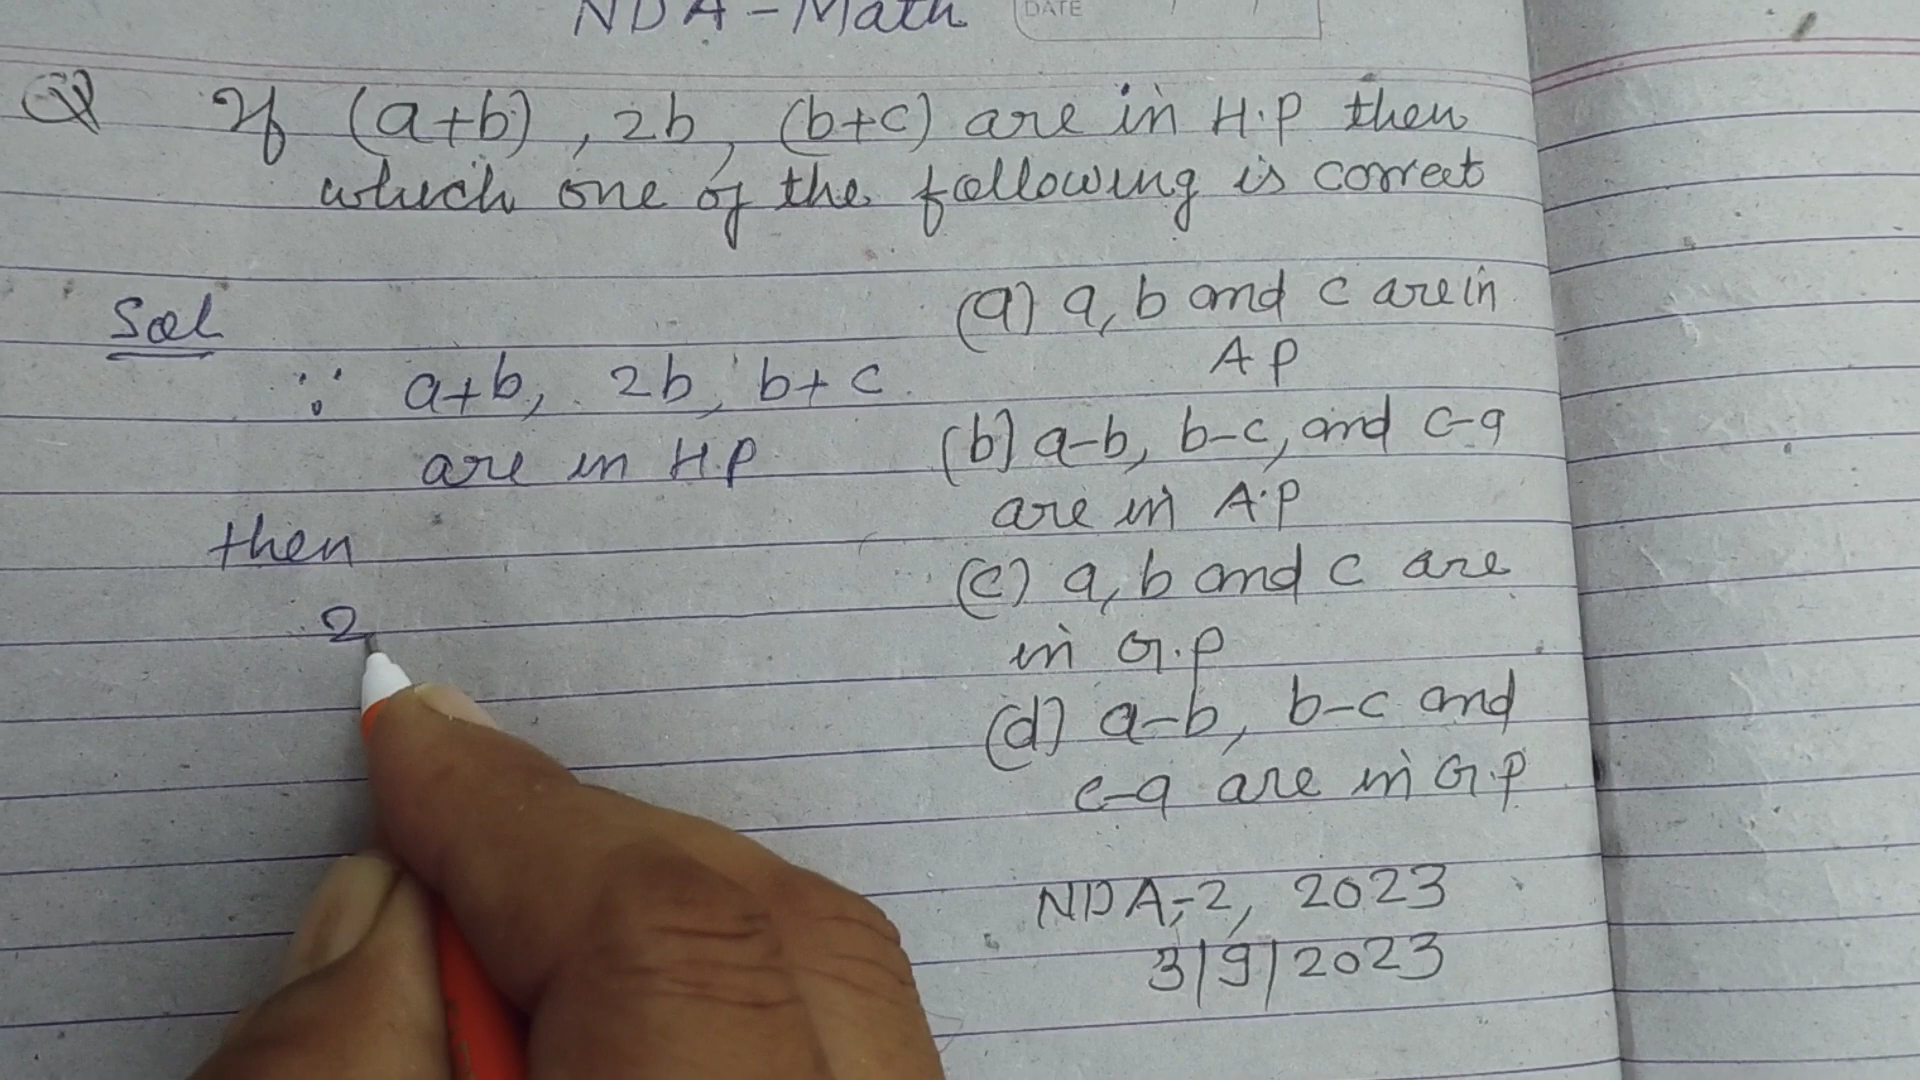 NDA - Math
DATE
Q If (a+b), 2b, (b+c) are in H.P then
which one of the following is correct
Sol
(a) a, b and c are in
A P
∵ a+b, 2b, b+c
are in H.P
(b) a-b, b-c, and c-a
are in A.P
then
(c) a, b and c are
in G.P
2
(d) a-b, b-c and
c-a are in G.P
NDA-2, 2023
3/9/2023